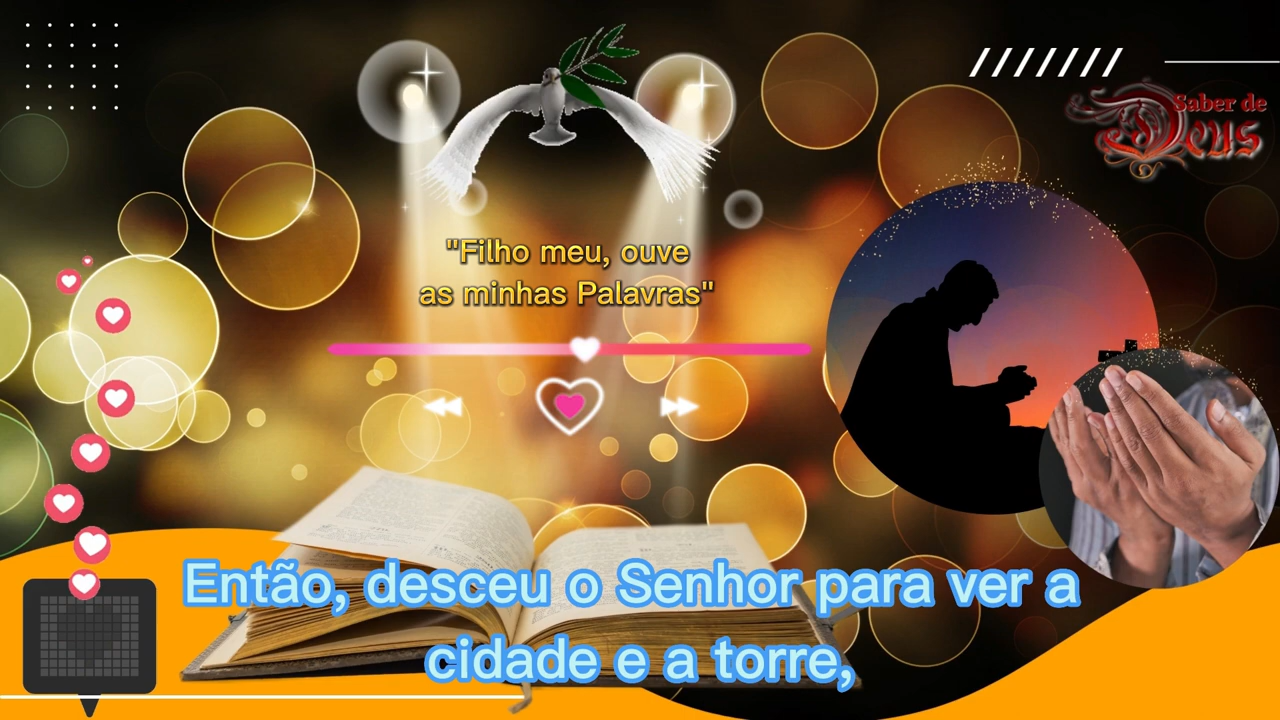 Saber de
Deus
"Filho meu, ouve
as minhas Palavras"
Então, desceu o Senhor para ver a
cidade e a torre,